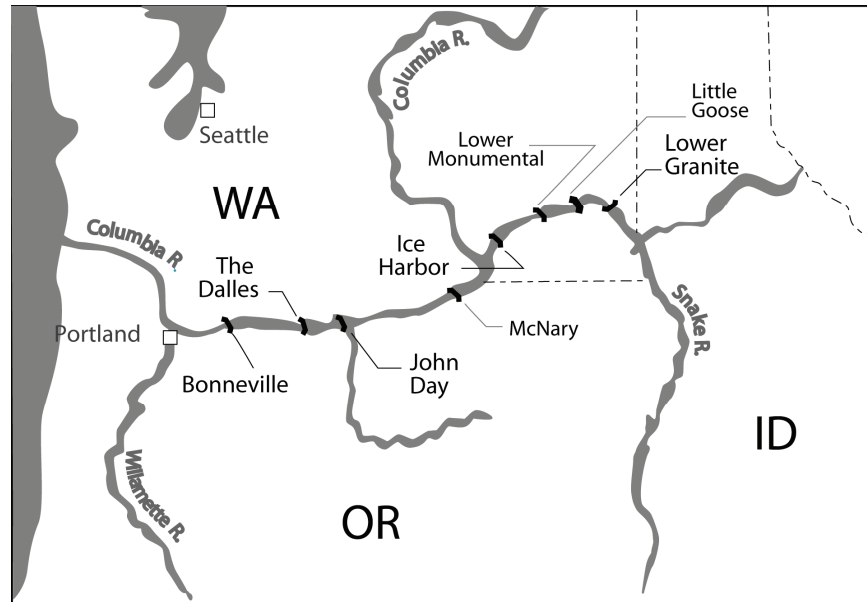 Columbia R.
Little
Goose
Lower
Monumental
Lower
Granite
Seattle
WA
Columbia R
Ice
Harbor
The
Dalles
Snake R.
Portland
McNary
Bonneville
John
Day
ID
Willamette R.
OR